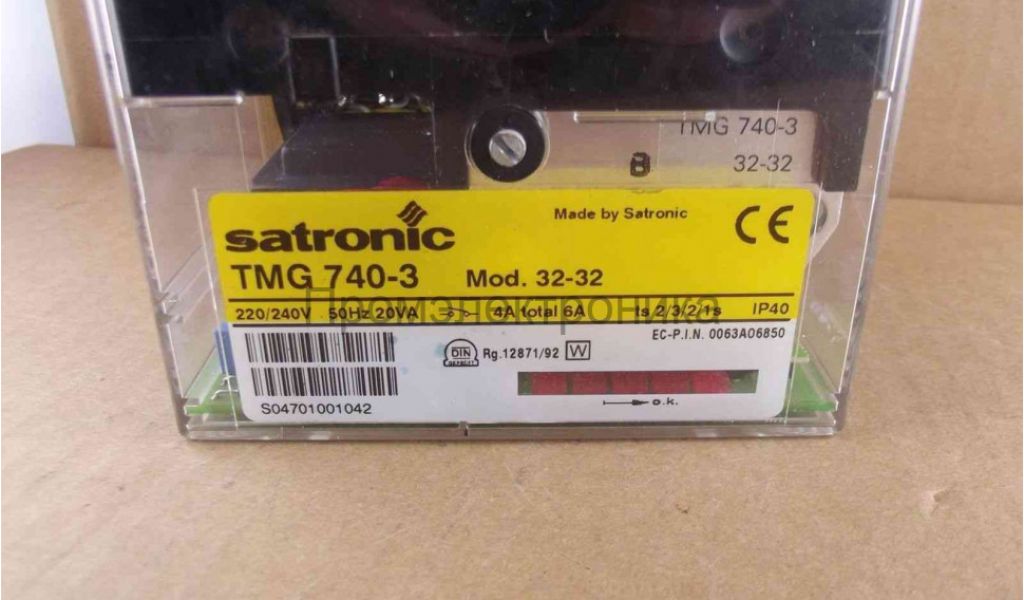 TMG 740-3
B 32-32
satronic
Made by Satronic
CE
TMG 740-3 Mod. 32-32
Промэлектроника
220/240V 50Hz 20VA 4A total 6A ts 2/3/2/1s IP40
EC-P.I.N. 0063A06850
DIN Rg.12871/92 W
o.k.
S04701001042